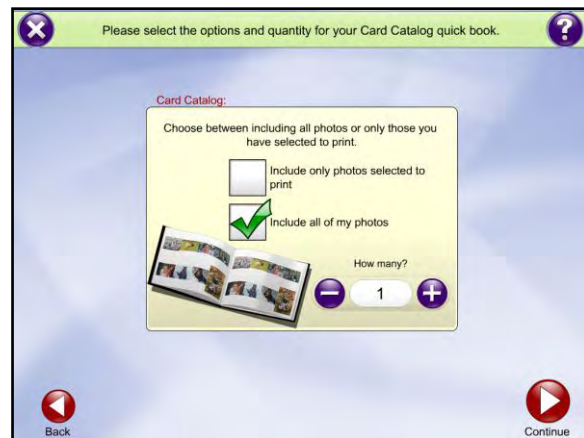 Please select the options and quantity for your Card Catalog quick book.
?
Card Catalog:
Choose between including all photos or only those you
have selected to print.
Include only photos selected to
print
Include all of my photos
How many?
1
Back
Continue